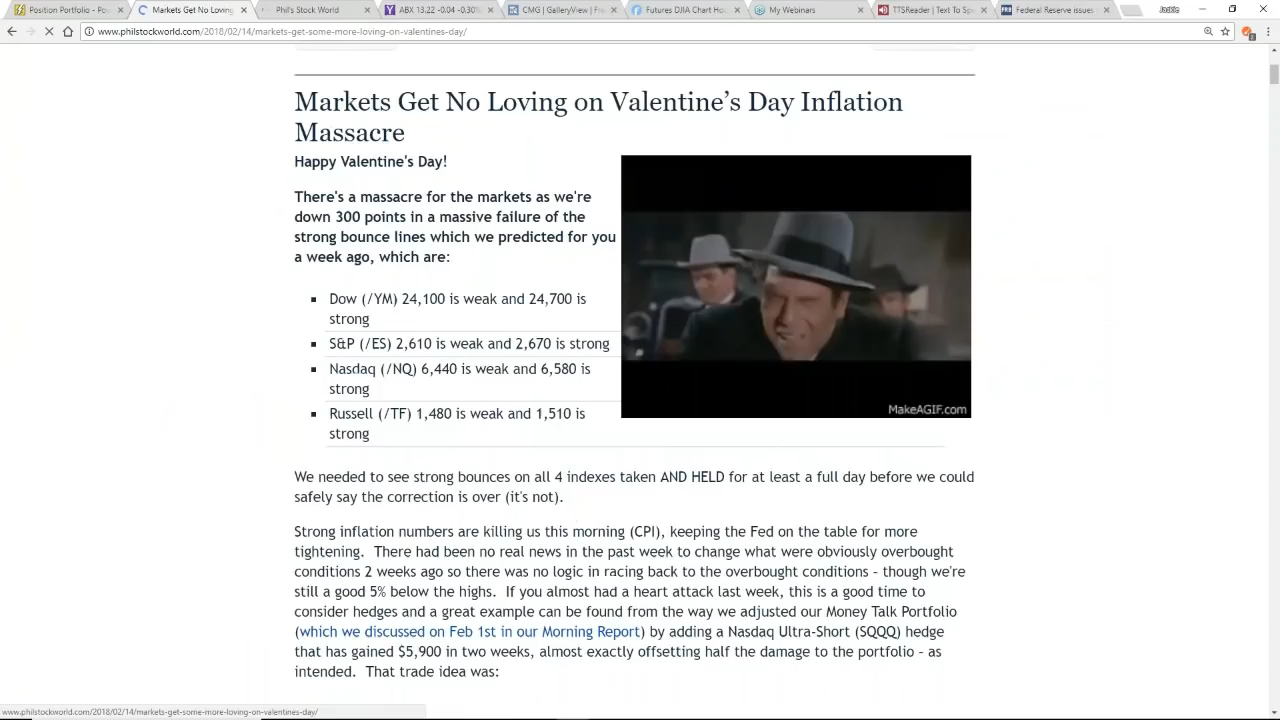 Position Portfolio - Po
Markets Get No Loving
Phil's Stock World
ABX 13.22 -0.04 -0.30%
CMG | GalleryView | Fre
Futures DJIA Chart Ho
My Webinars
TTSReader | Text To Sp
Federal Reserve issues
www.philstockworld.com/2018/02/14/markets-get-some-more-loving-on-valentines-day/
Markets Get No Loving on Valentine's Day Inflation
Massacre
Happy Valentine's Day!
There's a massacre for the markets as we're
down 300 points in a massive failure of the
strong bounce lines which we predicted for you
a week ago, which are:
▪ Dow (/YM) 24,100 is weak and 24,700 is
strong
▪ S&P (/ES) 2,610 is weak and 2,670 is strong
▪ Nasdaq (/NQ) 6,440 is weak and 6,580 is
strong
▪ Russell (/TF) 1,480 is weak and 1,510 is
strong
MakeAGIF.com
We needed to see strong bounces on all 4 indexes taken AND HELD for at least a full day before we could
safely say the correction is over (it's not).
Strong inflation numbers are killing us this morning (CPI), keeping the Fed on the table for more
tightening. There had been no real news in the past week to change what were obviously overbought
conditions 2 weeks ago so there was no logic in racing back to the overbought conditions – though we're
still a good 5% below the highs. If you almost had a heart attack last week, this is a good time to
consider hedges and a great example can be found from the way we adjusted our Money Talk Portfolio
(which we discussed on Feb 1st in our Morning Report) by adding a Nasdaq Ultra-Short (SQQQ) hedge
that has gained $5,900 in two weeks, almost exactly offsetting half the damage to the portfolio – as
intended. That trade idea was:
www.philstockworld.com/2018/02/14/markets-get-some-more-loving-on-valentines-day/